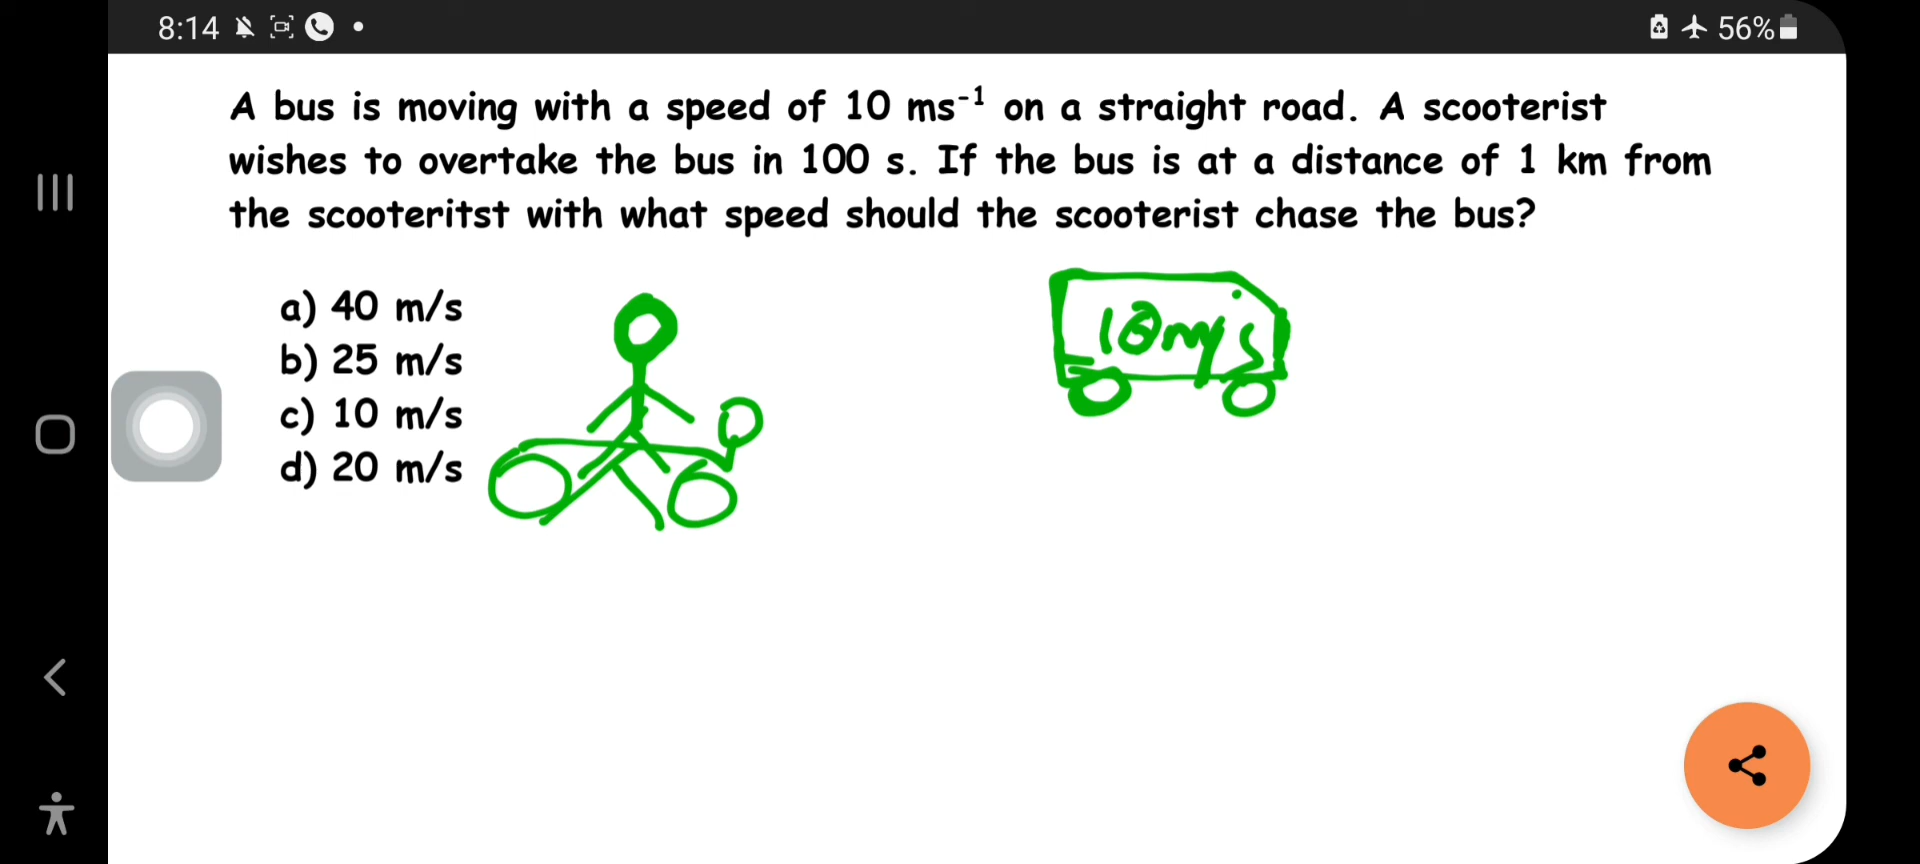 8:14
56%
A bus is moving with a speed of 10 ms⁻¹ on a straight road. A scooterist
wishes to overtake the bus in 100 s. If the bus is at a distance of 1 km from
the scooteritst with what speed should the scooterist chase the bus?
a) 40 m/s
b) 25 m/s
c) 10 m/s
d) 20 m/s
10m/s